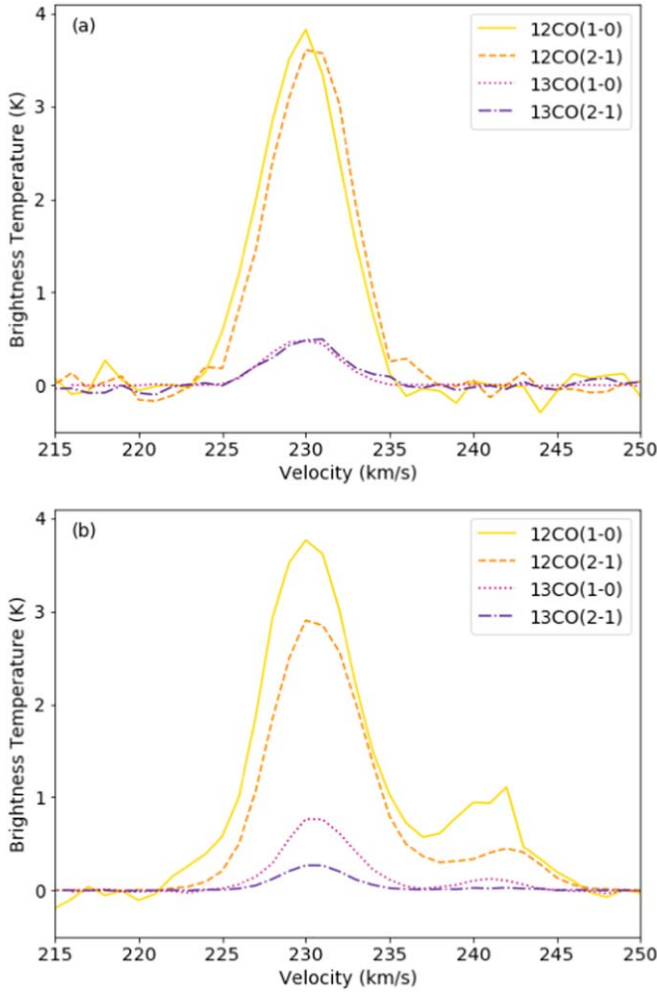 (a)
12CO(1-0)
12CO(2-1)
13CO(1-0)
13CO(2-1)
Brightness Temperature (K)
4
3
2
1
0
215 220 225 230 235 240 245 250
Velocity (km/s)
(b)
12CO(1-0)
12CO(2-1)
13CO(1-0)
13CO(2-1)
Brightness Temperature (K)
4
3
2
1
0
215 220 225 230 235 240 245 250
Velocity (km/s)